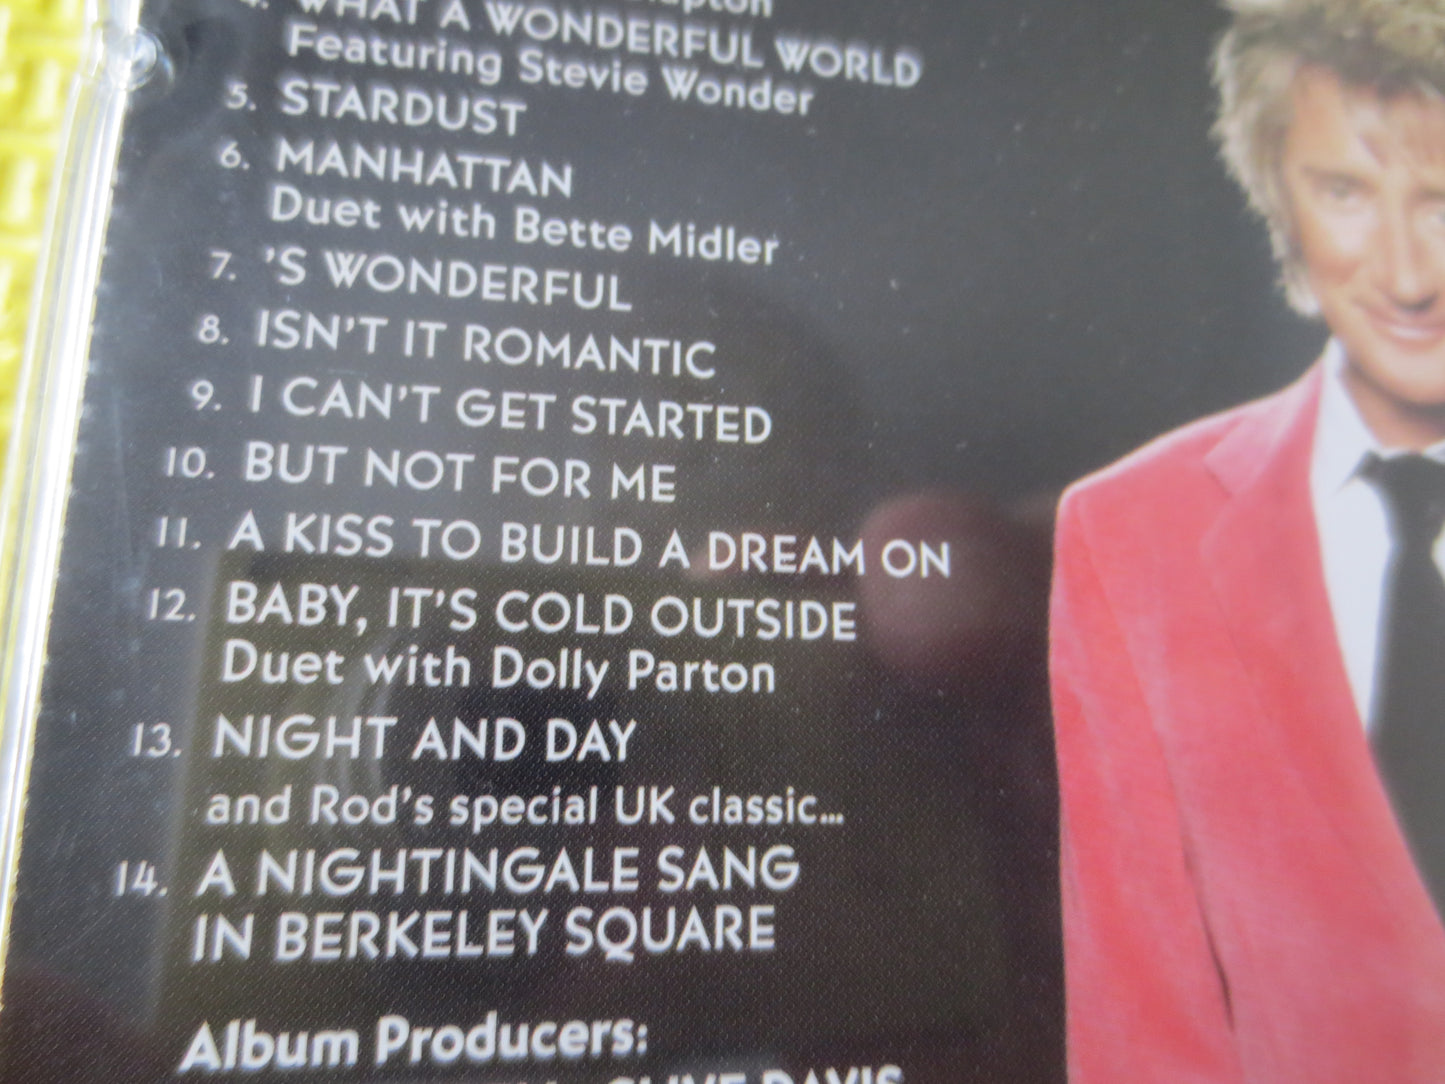 4. WHAT A WONDERFUL WORLD
Featuring Stevie Wonder
5. STARDUST
6. MANHATTAN
Duet with Bette Midler
7. 'S WONDERFUL
8. ISN'T IT ROMANTIC
9. I CAN'T GET STARTED
10. BUT NOT FOR ME
11. A KISS TO BUILD A DREAM ON
12. BABY, IT'S COLD OUTSIDE
Duet with Dolly Parton
13. NIGHT AND DAY
and Rod's special UK classic...
14. A NIGHTINGALE SANG
IN BERKELEY SQUARE
Album Producers:
CLIVE DAVIS